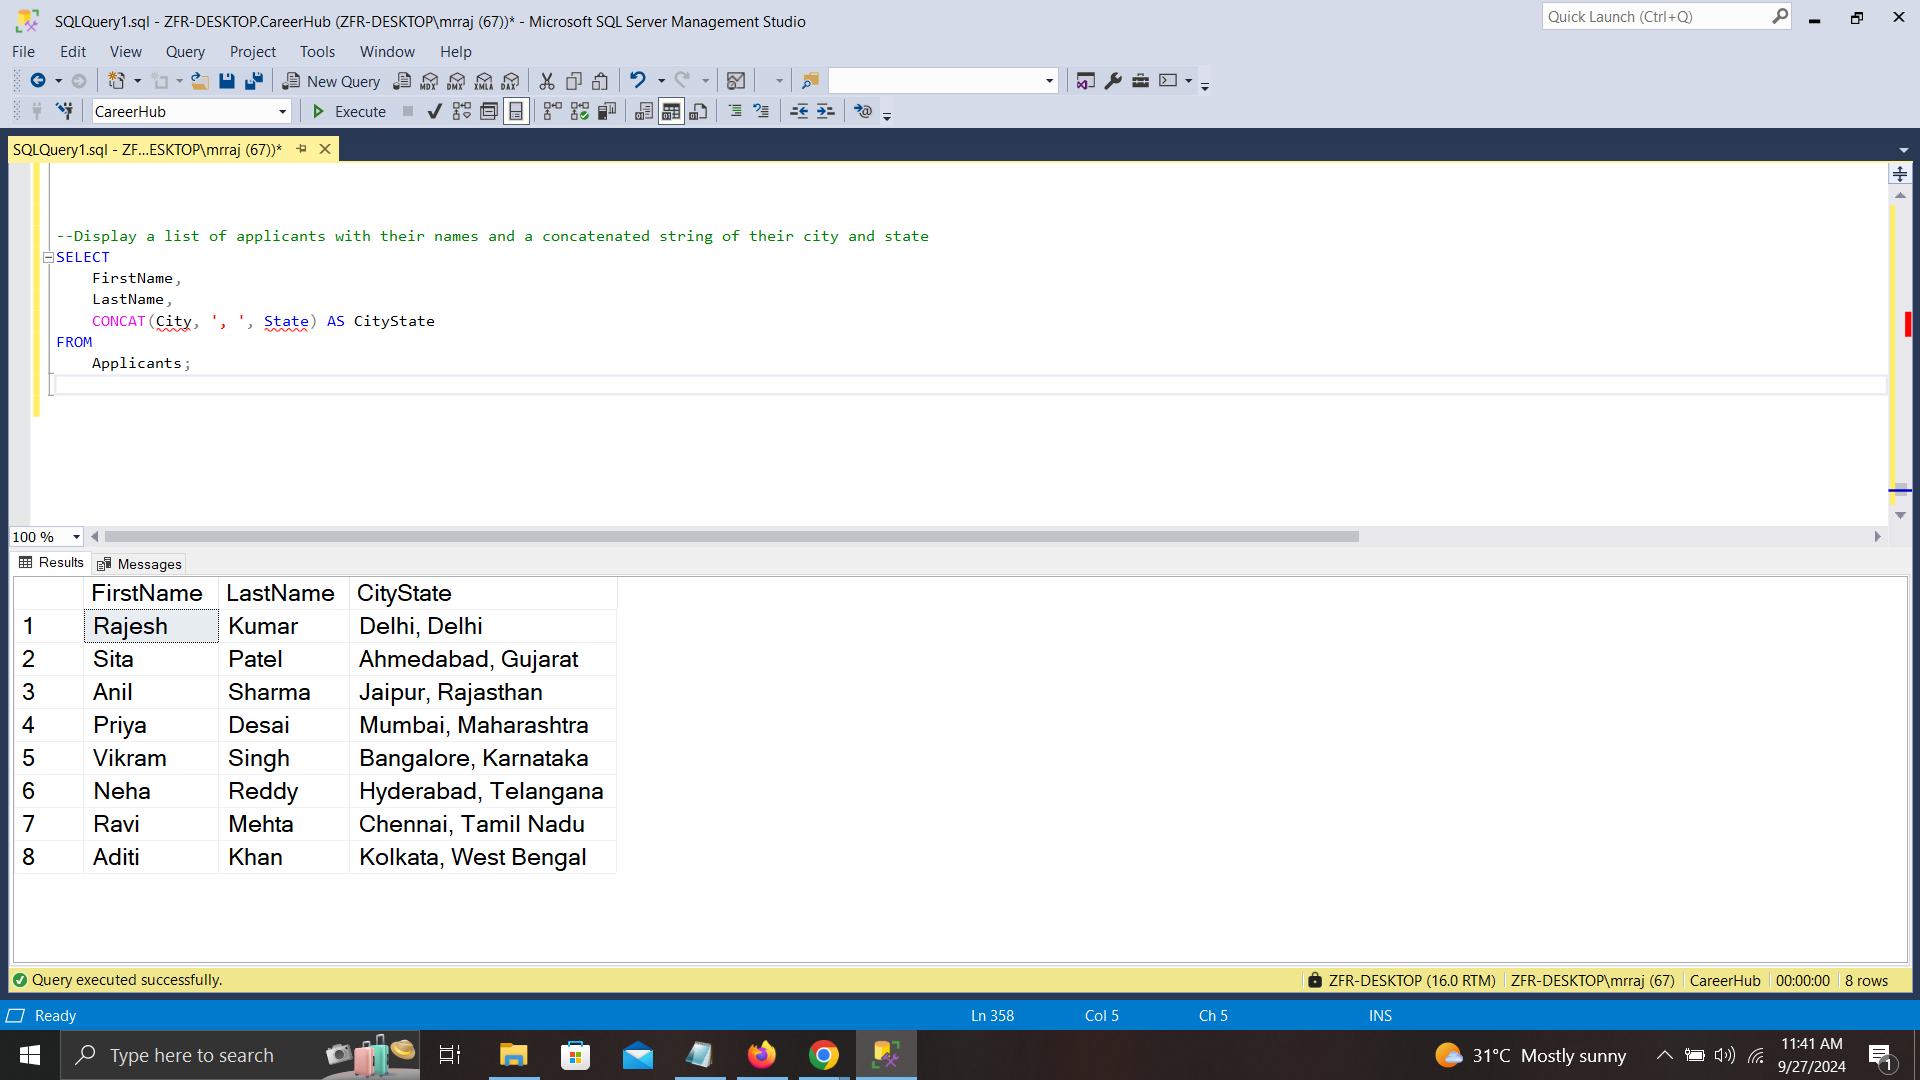 SQLQuery1.sql - ZFR-DESKTOP.CareerHub (ZFR-DESKTOP\mrraj (67))* - Microsoft SQL Server Management Studio
Quick Launch (Ctrl+Q)
File Edit View Query Project Tools Window Help
New Query MDX DMX XMLA DAX
CareerHub Execute
SQLQuery1.sql - ZF...ESKTOP\mrraj (67))*
--Display a list of applicants with their names and a concatenated string of their city and state
SELECT
FirstName,
LastName,
CONCAT(City, ', ', State) AS CityState
FROM
Applicants;
100 %
Results Messages
FirstName LastName CityState
1 Rajesh Kumar Delhi, Delhi
2 Sita Patel Ahmedabad, Gujarat
3 Anil Sharma Jaipur, Rajasthan
4 Priya Desai Mumbai, Maharashtra
5 Vikram Singh Bangalore, Karnataka
6 Neha Reddy Hyderabad, Telangana
7 Ravi Mehta Chennai, Tamil Nadu
8 Aditi Khan Kolkata, West Bengal
Query executed successfully. ZFR-DESKTOP (16.0 RTM) ZFR-DESKTOP\mrraj (67) CareerHub 00:00:00 8 rows
Ready Ln 358 Col 5 Ch 5 INS
Type here to search 31°C Mostly sunny 11:41 AM
9/27/2024 1